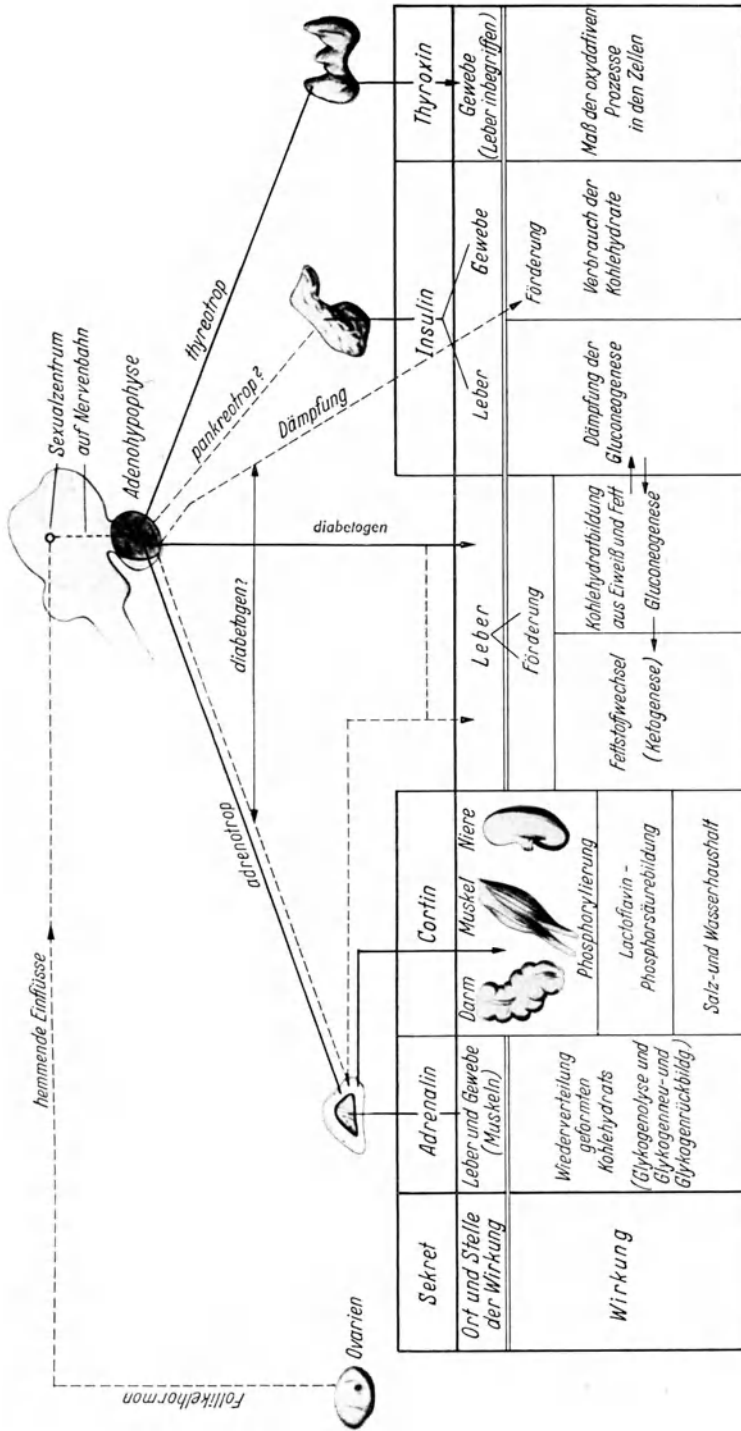 hemmende Einflüsse
Follikelhormon
Ovarien
Sexualzentrum
auf Nervenbahn
Adenohypophyse
adrenotrop
diabetogen?
diabetogen
pankreotrop?
Dämpfung
thyreotrop
Sekret
Adrenalin
Cortin
Insulin
Thyroxin
Ort und Stelle
der Wirkung
Leber und Gewebe
(Muskeln)
Darm Muskel Niere
Leber
Leber Gewebe
Gewebe
(Leber inbegriffen)
Wirkung
Wiederverteilung
geformten
Kohlehydrats
(Glykogenolyse und
Glykogenneu-und
Glykogenrückbildg.)
Phosphorylierung
Lactoflavin -
Phosphorsäurebildung
Salz-und Wasserhaushalt
Förderung
Fettstoffwechsel
(Ketogenese)
Kohlehydratbildung
aus Eiweiß und Fett
Gluconeogenese
Dämpfung der
Gluconeogenese
Förderung
Verbrauch der
Kohlehydrate
Maß der oxydativen
Prozesse
in den Zellen